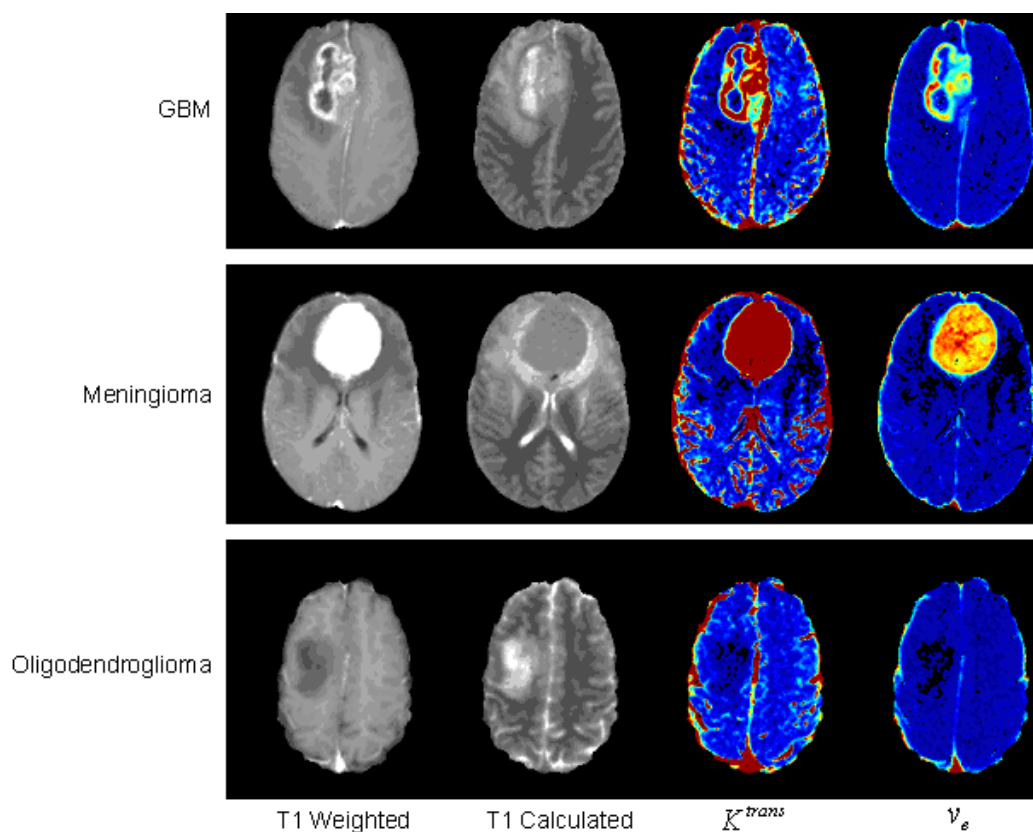 GBM
Meningioma
Oligodendroglioma
T1 Weighted T1 Calculated K^trans v_e